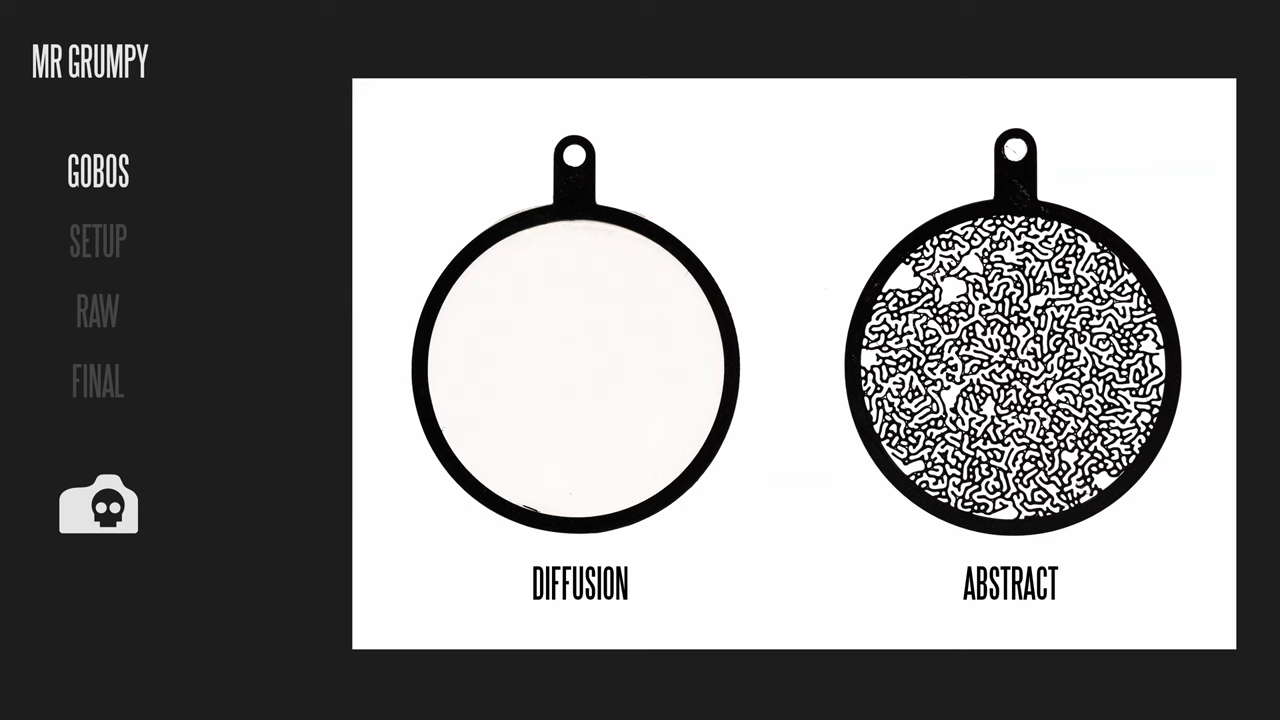 MR GRUMPY
GOBOS
SETUP
RAW
FINAL
DIFFUSION
ABSTRACT